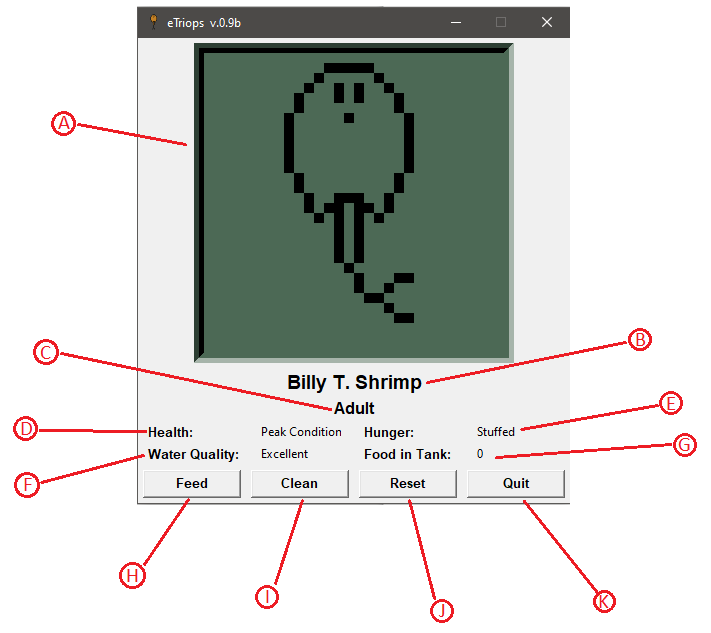 eTriops v.0.9b
A
Billy T. Shrimp
B
C
Adult
D
Health: Peak Condition Hunger: Stuffed
E
F
Water Quality: Excellent Food in Tank: 0
G
Feed Clean Reset Quit
H
I
J
K